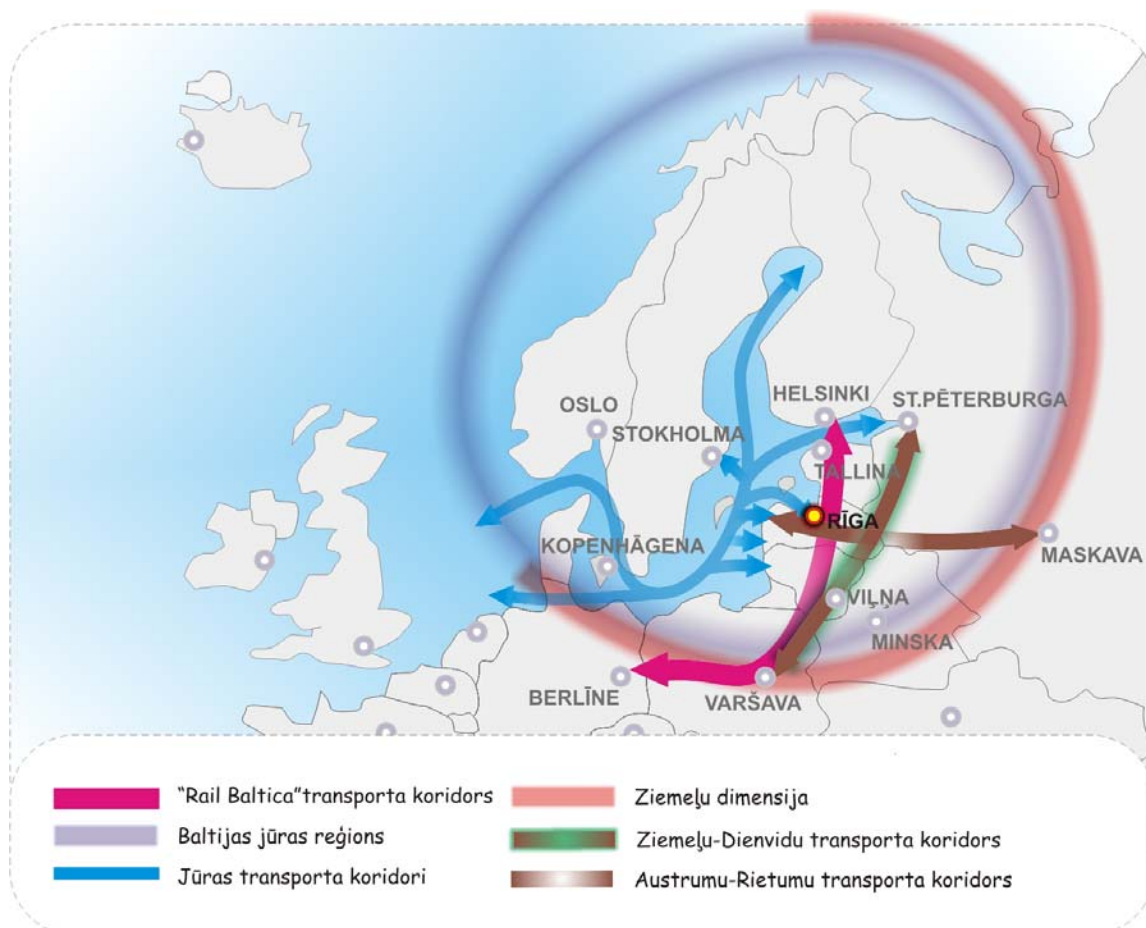 HELSINKI
ST.PĒTERBURGA
OSLO
STOKHOLMA
TALLINA
RĪGA
KOPENHĀGENA
MASKAVA
VIĻŅA
MINSKA
BERLĪNE
VARŠAVA
"Rail Baltica"transporta koridors
Baltijas jūras reģions
Jūras transporta koridori
Ziemeļu dimensija
Ziemeļu-Dienvidu transporta koridors
Austrumu-Rietumu transporta koridors